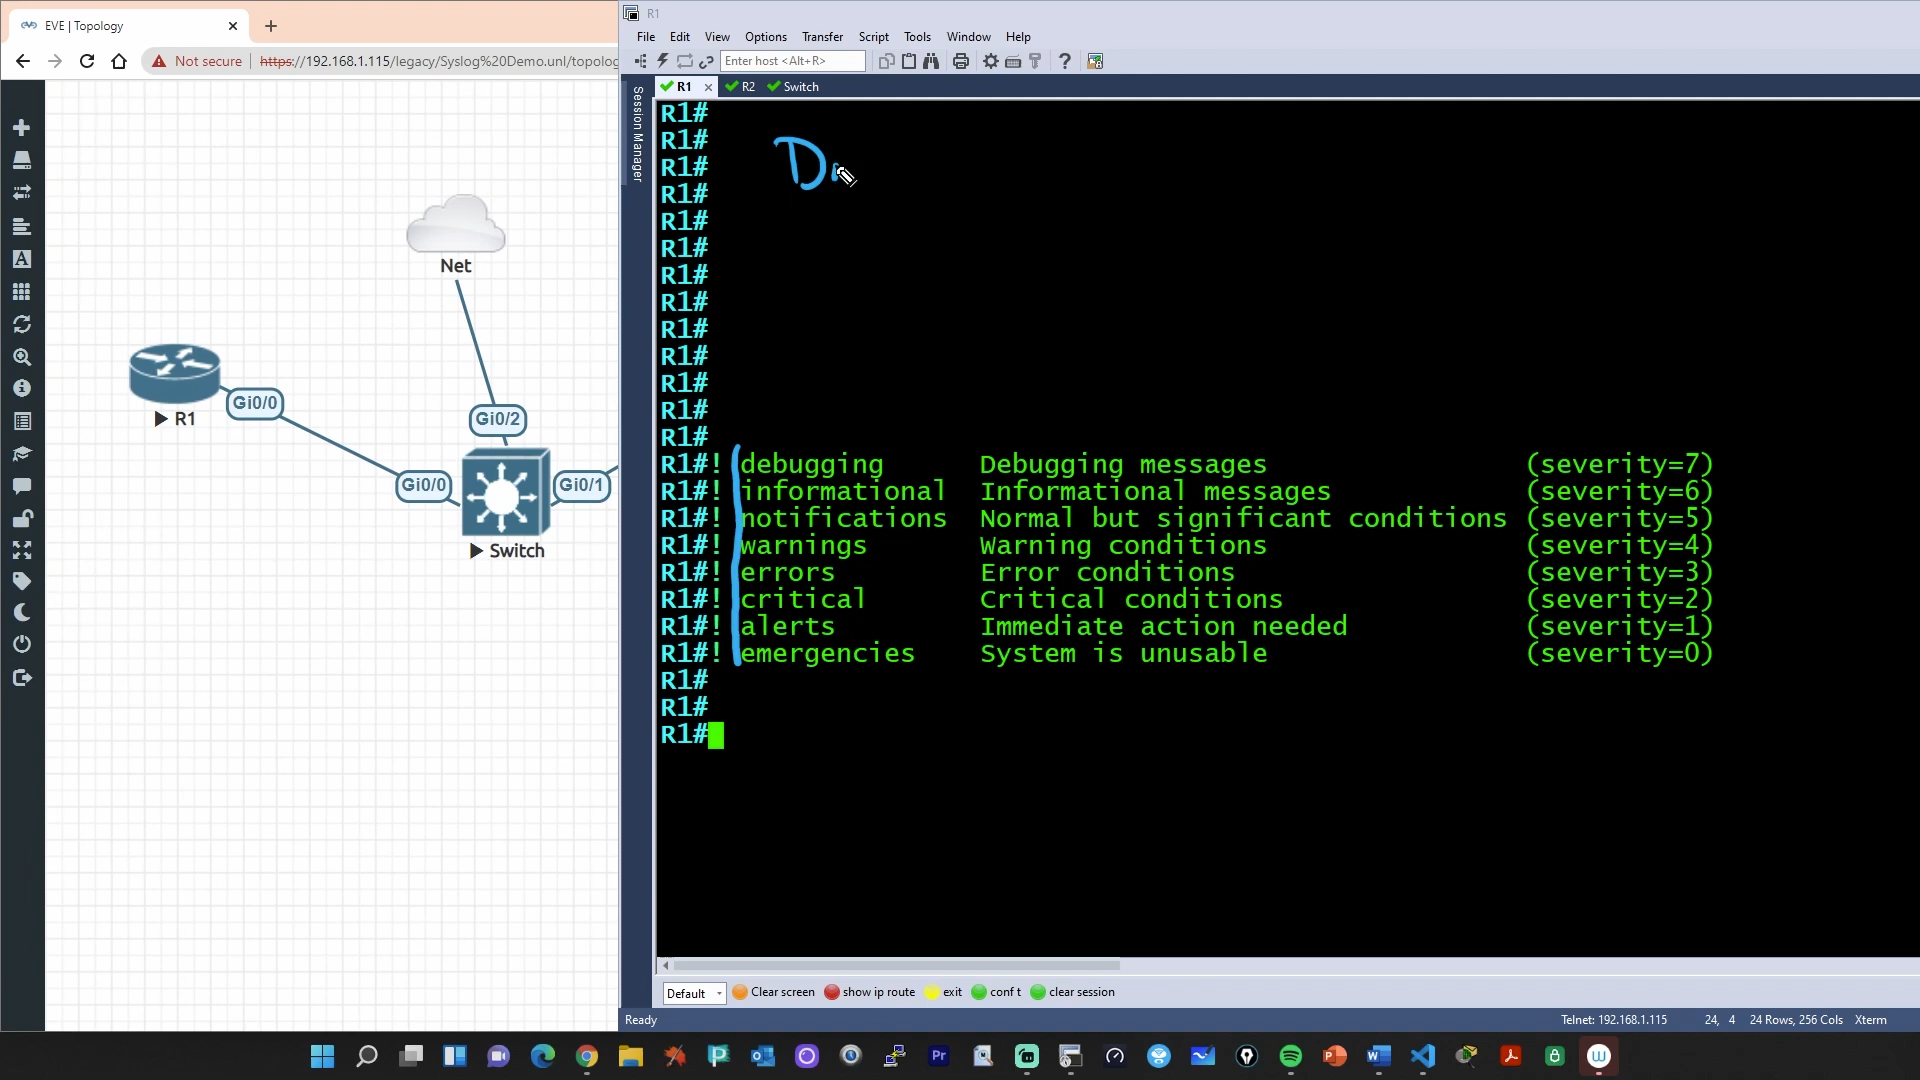 EVE | Topology
Not secure
https://192.168.1.115/legacy/Syslog%20Demo.unl/topolog
Net
R1
Gi0/0
Gi0/2
Gi0/0
Gi0/1
Switch
R1
File Edit View Options Transfer Script Tools Window Help
Enter host <Alt+R>
Session Manager
R1 R2 Switch
R1#
R1#
R1#
R1#
R1#
R1#
R1#
R1#
R1#
R1#
R1#
R1#
R1#
R1#! debugging Debugging messages (severity=7)
R1#! informational Informational messages (severity=6)
R1#! notifications Normal but significant conditions (severity=5)
R1#! warnings Warning conditions (severity=4)
R1#! errors Error conditions (severity=3)
R1#! critical Critical conditions (severity=2)
R1#! alerts Immediate action needed (severity=1)
R1#! emergencies System is unusable (severity=0)
R1#
R1#
R1#
Default Clear screen show ip route exit conf t clear session
Ready Telnet: 192.168.1.115 24, 4 24 Rows, 256 Cols Xterm